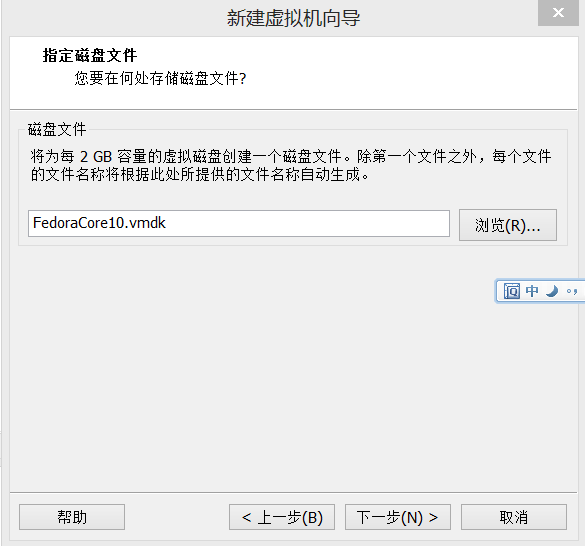 新建虚拟机向导
指定磁盘文件
您要在何处存储磁盘文件?
磁盘文件
将为每 2 GB 容量的虚拟磁盘创建一个磁盘文件。除第一个文件之外，每个文件
的文件名称将根据此处所提供的文件名称自动生成。
FedoraCore10.vmdk
浏览(R)...
中
帮助
< 上一步(B)
下一步(N) >
取消